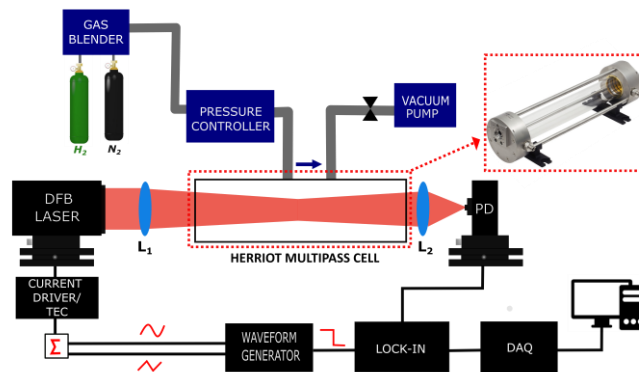 GAS
BLENDER
H2
N2
PRESSURE
CONTROLLER
VACUUM
PUMP
DFB
LASER
L1
L2
PD
HERRIOT MULTIPASS CELL
CURRENT
DRIVER/
TEC
Σ
WAVEFORM
GENERATOR
LOCK-IN
DAQ